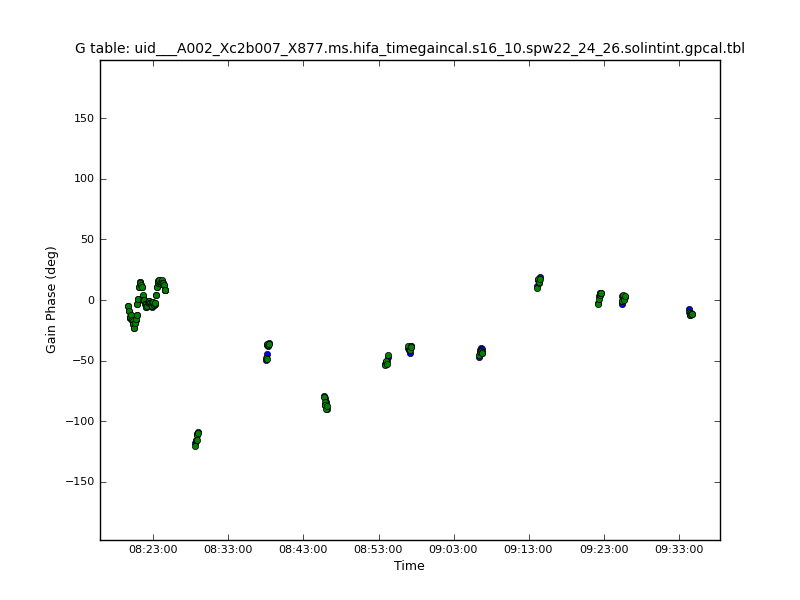 G table: uid___A002_Xc2b007_X877.ms.hifa_timegaincal.s16_10.spw22_24_26.solintint.gpcal.tbl
150
100
50
0
−50
−100
−150
Gain Phase (deg)
08:23:00 08:33:00 08:43:00 08:53:00 09:03:00 09:13:00 09:23:00 09:33:00
Time